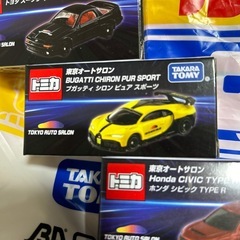 トヨタ ス
トミカ
東京オートサロン
BUGATTI CHIRON PUR SPORT
ブガッティ シロン ピュア スポーツ
TAKARA TOMY
TOKYO AUTO SALON
トミカ
東京オートサロン
Honda CIVIC TYPE
ホンダ シビック TYPE R
TOKYO AUTO SALON
TAK
TO